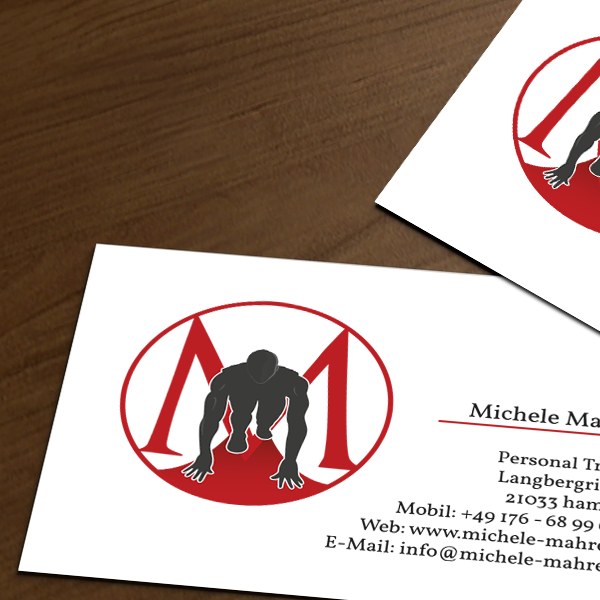 M
Michele Ma
Personal Tr
Langbergri
21033 ham
Mobil: +49 176 - 68 99
Web: www.michele-mahre
E-Mail: info@michele-mahre